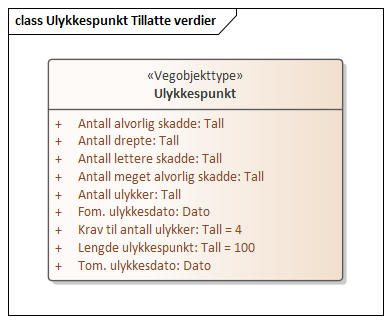 class Ulykkespunkt Tillatte verdier
«Vegobjekttype»
Ulykkespunkt
+ Antall alvorlig skadde: Tall
+ Antall drepte: Tall
+ Antall lettere skadde: Tall
+ Antall meget alvorlig skadde: Tall
+ Antall ulykker: Tall
+ Fom. ulykkesdato: Dato
+ Krav til antall ulykker: Tall = 4
+ Lengde ulykkespunkt: Tall = 100
+ Tom. ulykkesdato: Dato